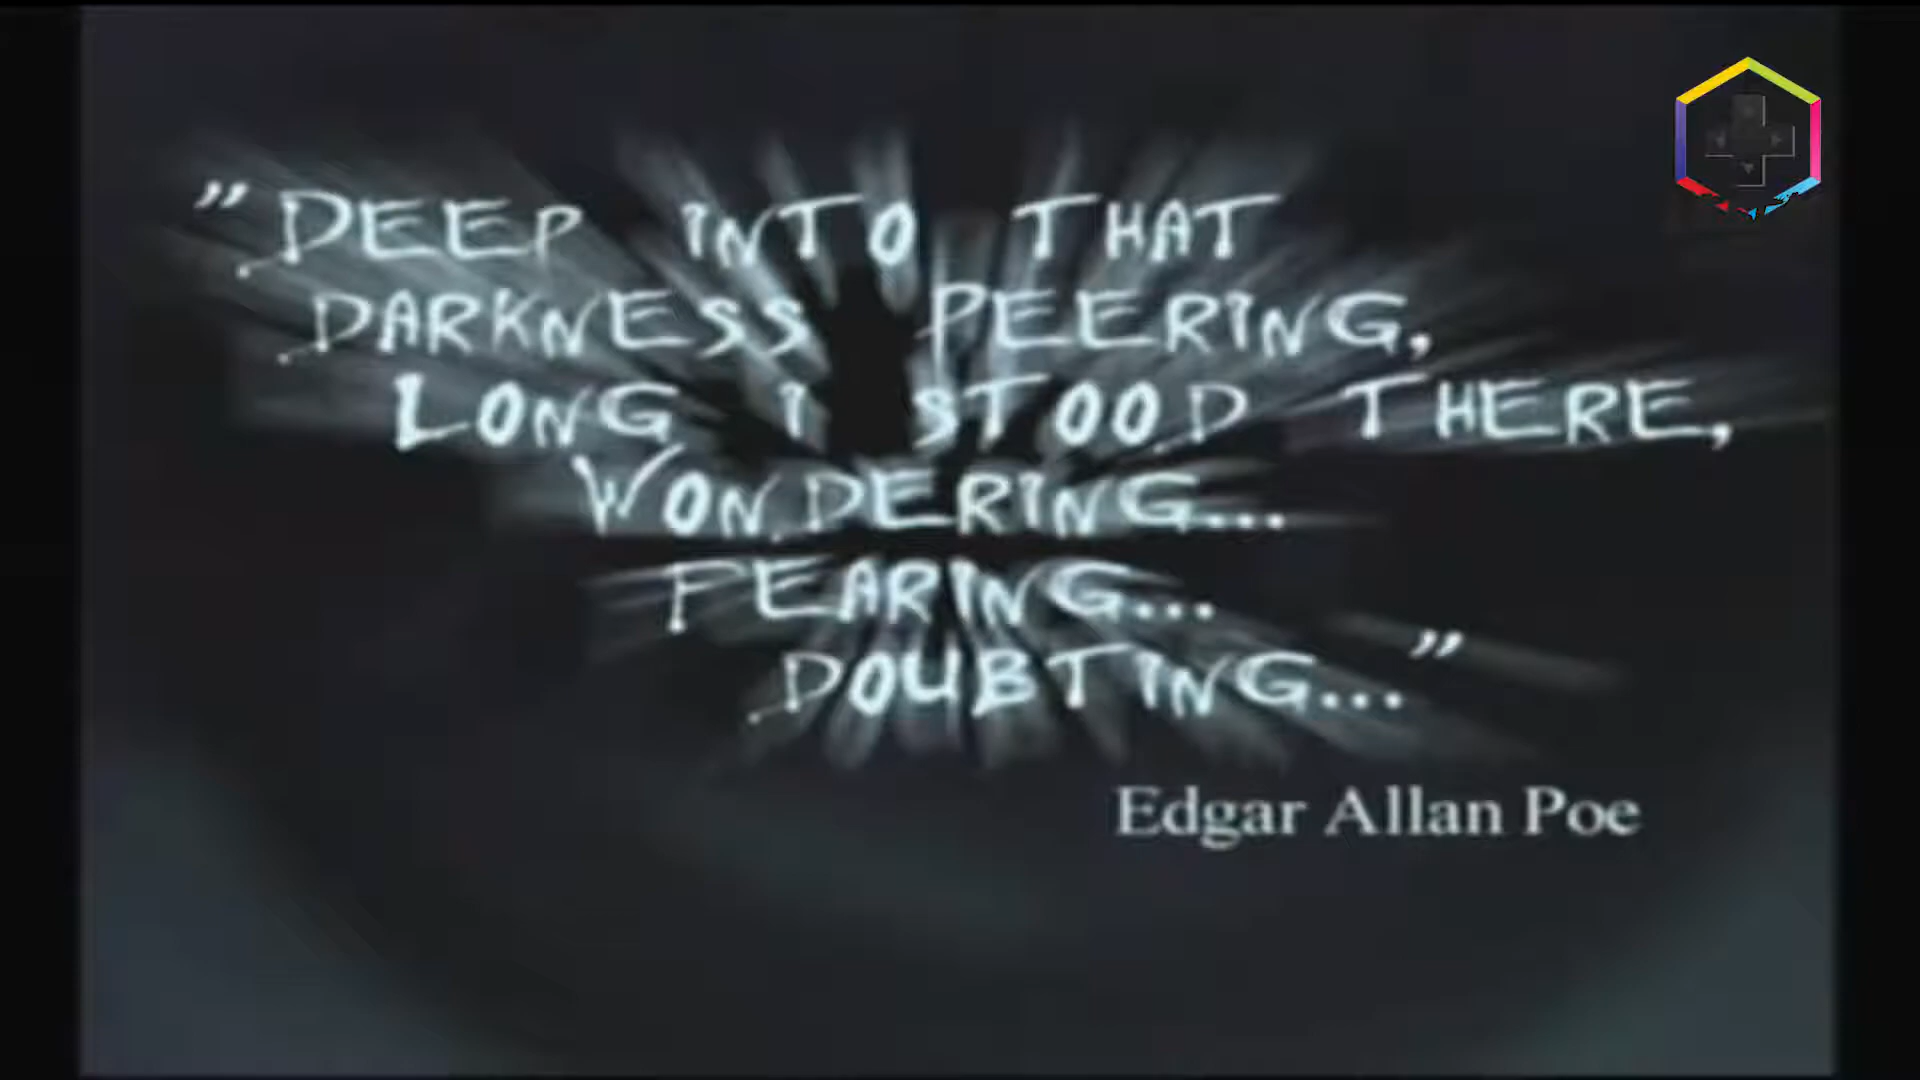 "DEEP INTO THAT
DARKNESS PEERING,
LONG I STOOD THERE,
WONDERING...
FEARING...
DOUBTING..."
Edgar Allan Poe